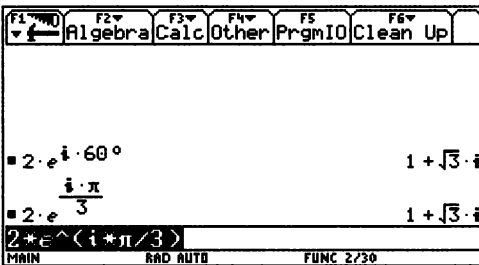 F1 F2 Algebra F3 Calc F4 Other F5 PrgmIO F6 Clean Up
2·e^(i·60°) 1+√3·i
2·e^(i·π/3) 1+√3·i
2*e^(i*π/3)
MAIN RAD AUTO FUNC 2/30